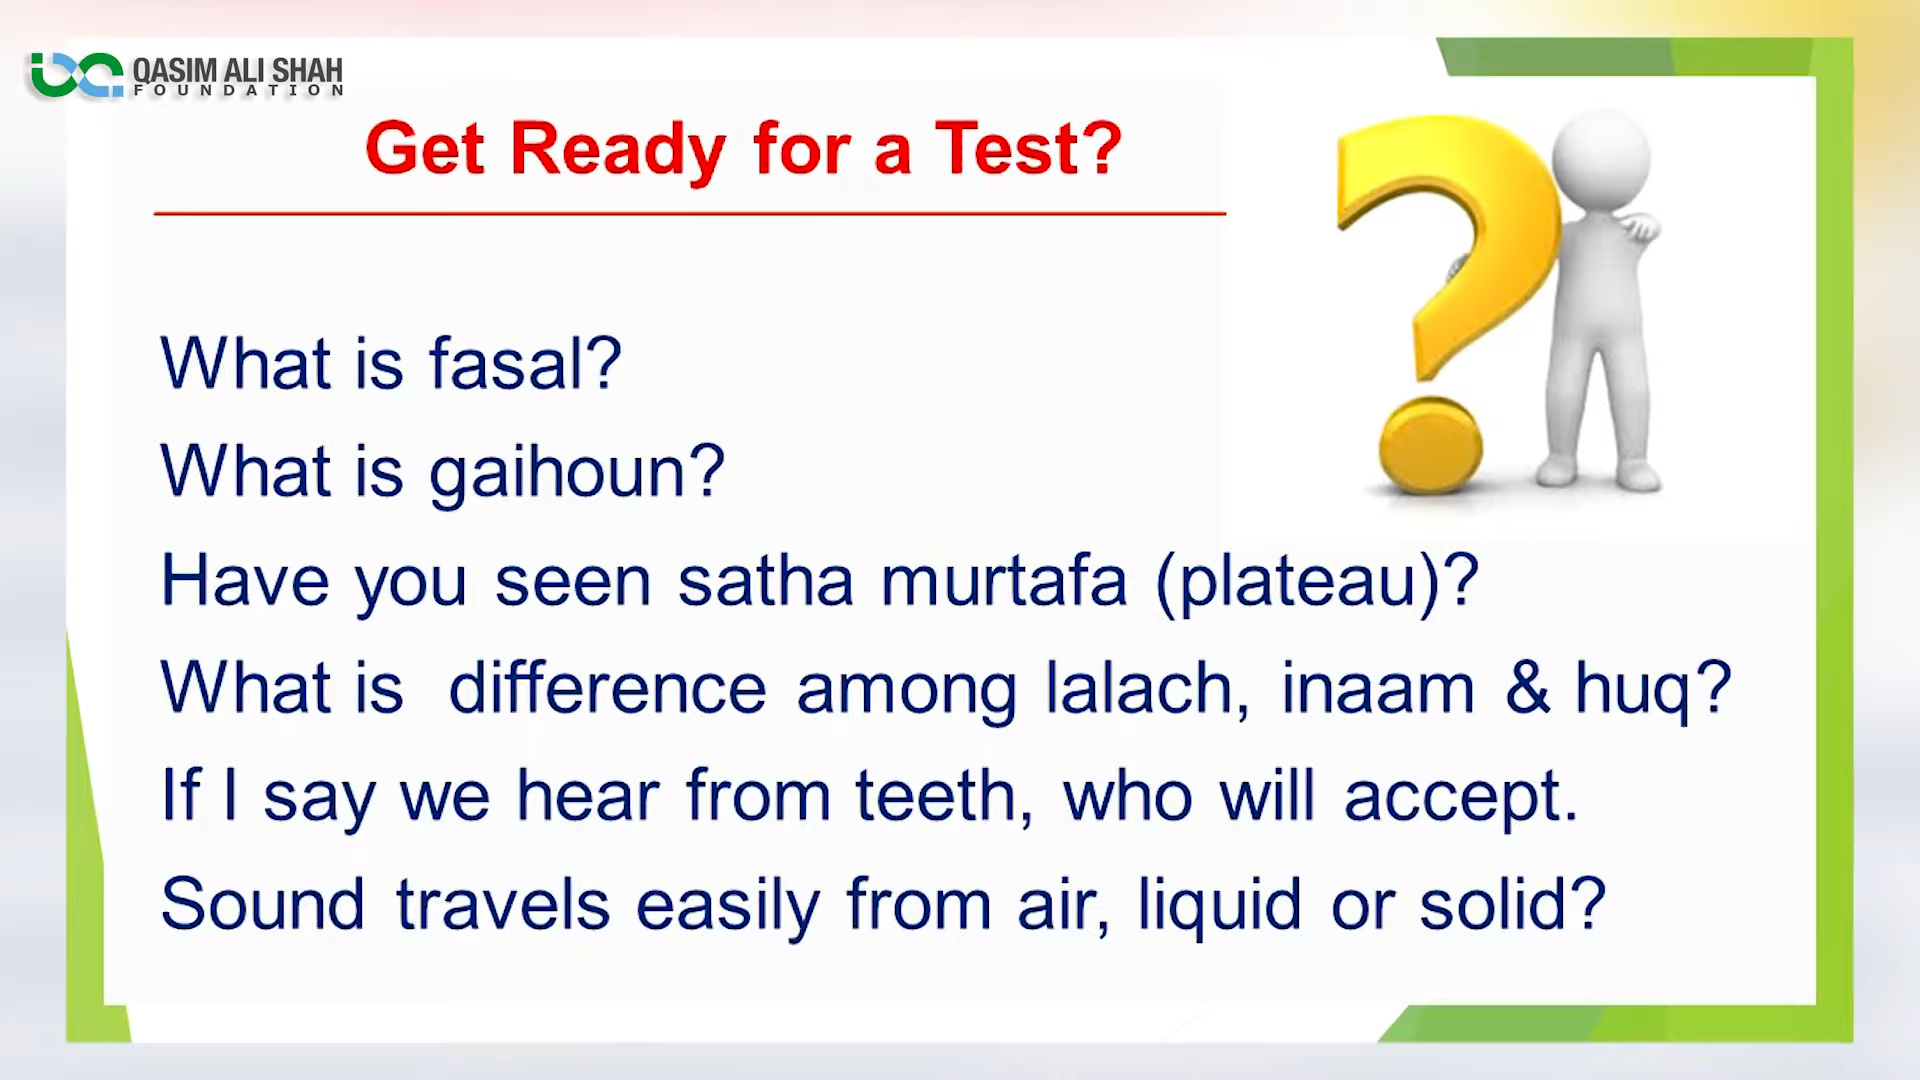 QASIM ALI SHAH
FOUNDATION
Get Ready for a Test?
What is fasal?
What is gaihoun?
Have you seen satha murtafa (plateau)?
What is difference among lalach, inaam & huq?
If I say we hear from teeth, who will accept.
Sound travels easily from air, liquid or solid?